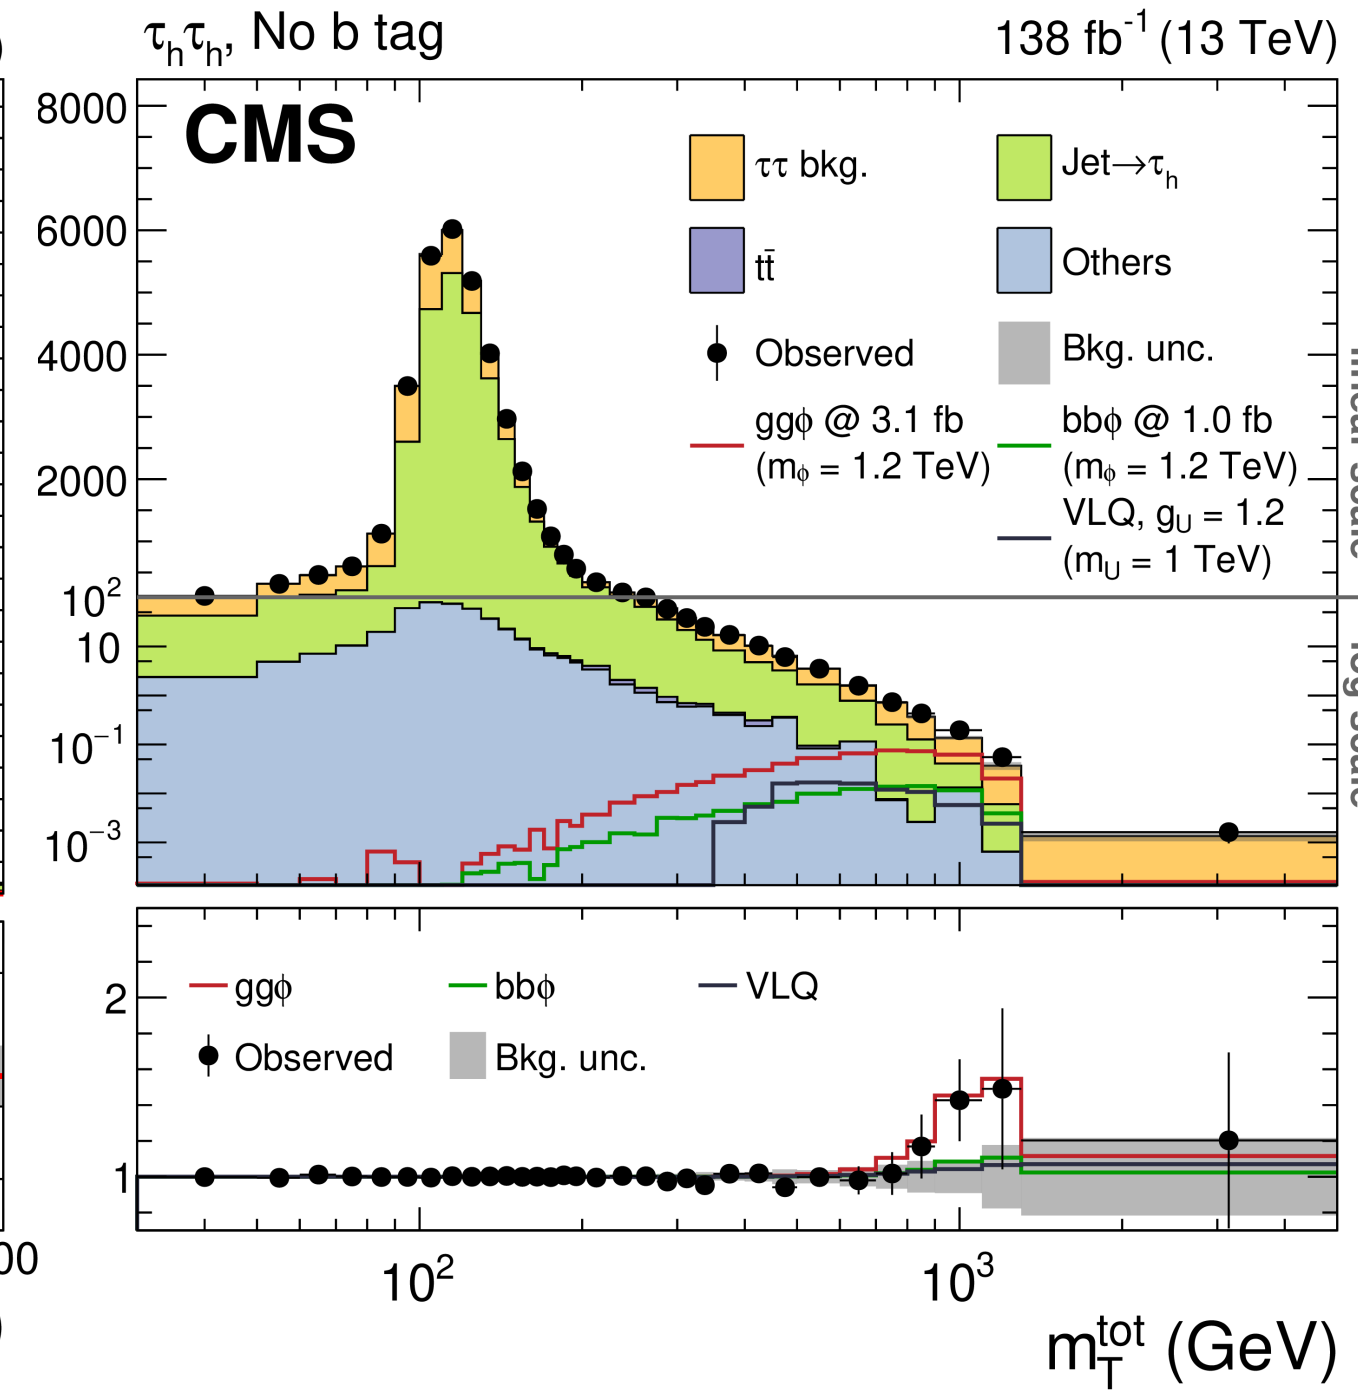 τhτh, No b tag
138 fb-1 (13 TeV)
CMS
8000
6000
4000
2000
10²
10
10−1
10−3
ττ bkg.
Jet→τh
tt̄
Others
Observed
Bkg. unc.
ggϕ @ 3.1 fb
(mϕ = 1.2 TeV)
bbϕ @ 1.0 fb
(mϕ = 1.2 TeV)
VLQ, gU = 1.2
(mU = 1 TeV)
log scale
ggϕ
bbϕ
VLQ
Observed
Bkg. unc.
2
1
10²
10³
mTtot (GeV)